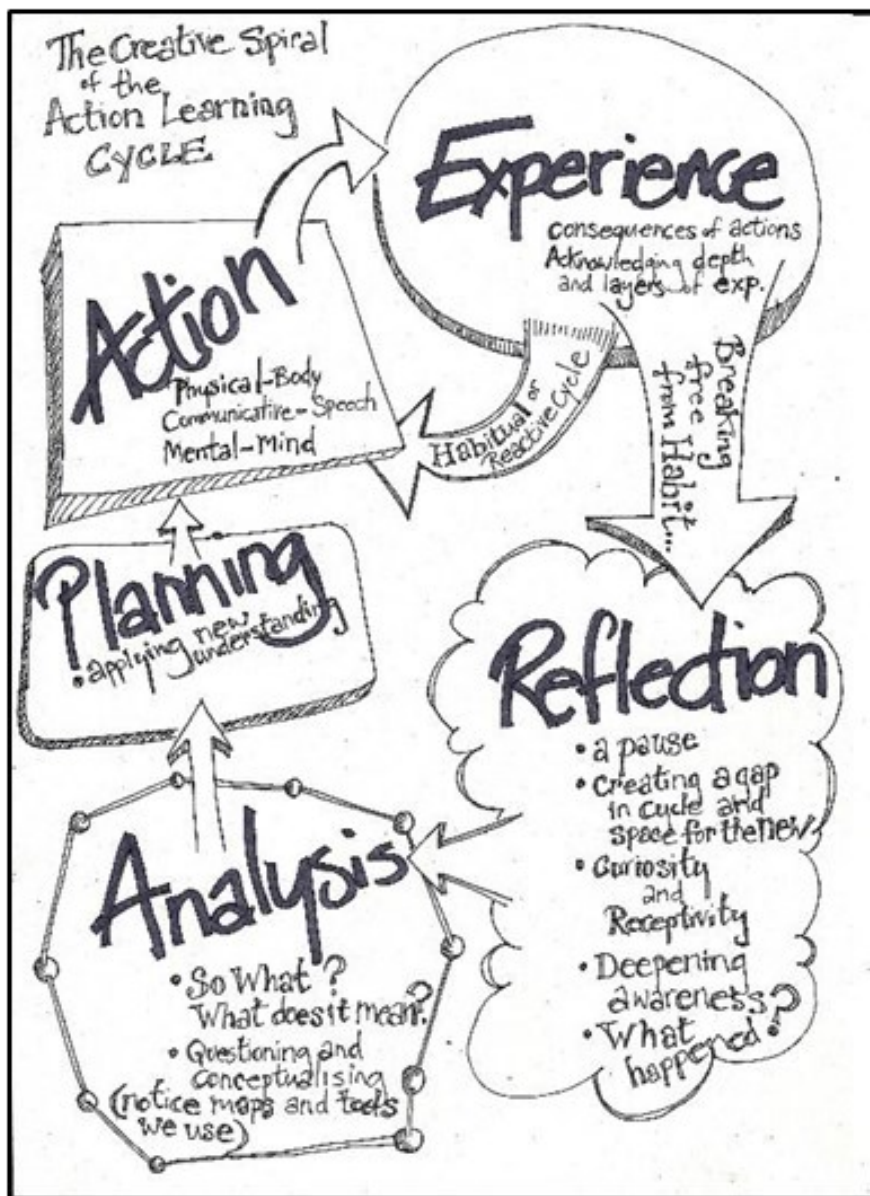 The Creative Spiral
of the
Action Learning
CYCLE
Experience
consequences of actions
Acknowledging depth
and layers of exp.
Action
Physical-Body
Communicative-Speech
Mental-Mind
Habitual or
Reactive Cycle
Breaking
free
from Habit...
Planning
• applying new
understanding
Reflection
• a pause
• Creating a gap
in cycle and
space for the new
• Curiosity
and
Receptivity
• Deepening
awareness?
• What
happened?
Analysis
• So What?
What does it mean?
• Questioning and
conceptualising
(notice maps and tools
we use)